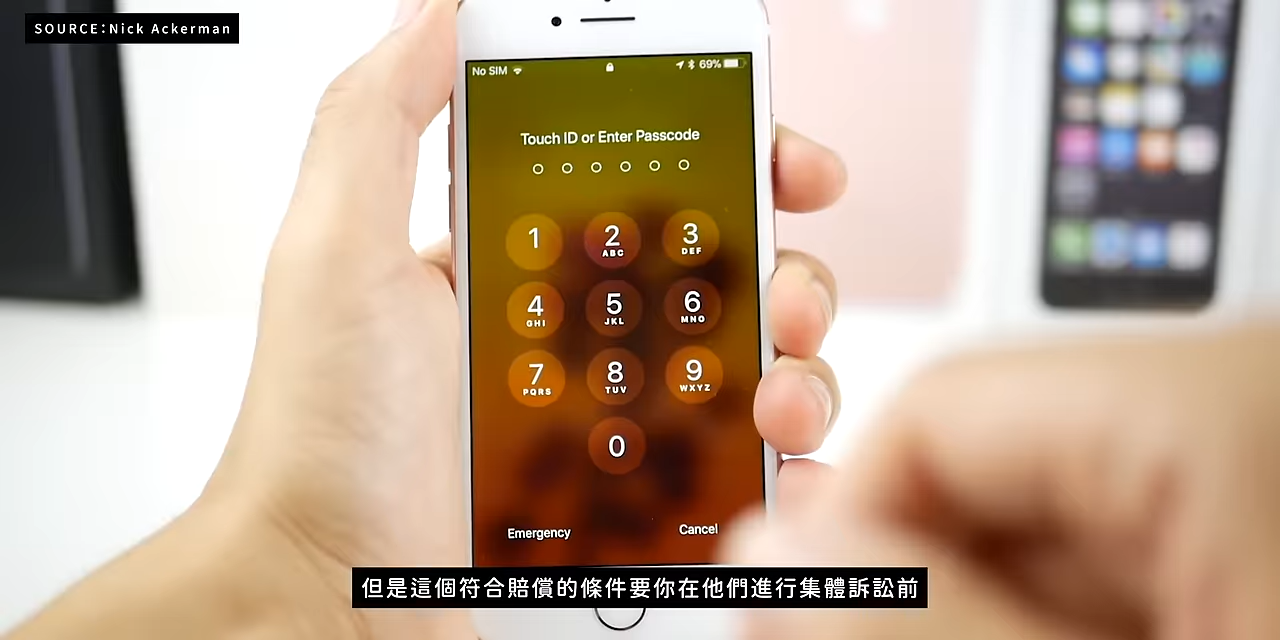 SOURCE:Nick Ackerman
No SIM
69%
Touch ID or Enter Passcode
1
2
ABC
3
DEF
4
GHI
5
JKL
6
MNO
7
PQRS
8
TUV
9
WXYZ
0
Emergency
Cancel
但是這個符合賠償的條件要你在他們進行集體訴訟前